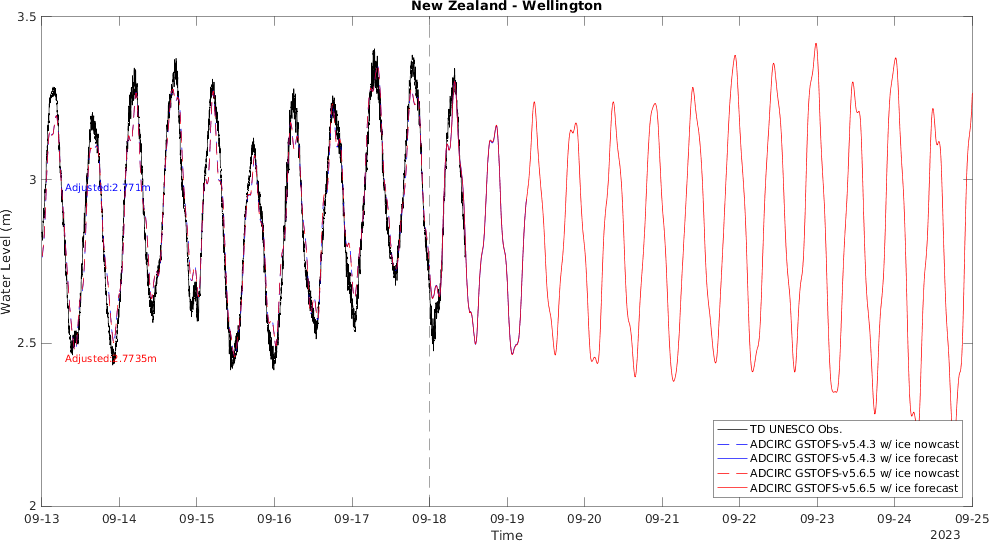 New Zealand - Wellington
3.5
3
2.5
2
Water Level (m)
Adjusted:2.771m
Adjusted:2.7735m
TD UNESCO Obs.
ADCIRC GSTOFS-v5.4.3 w/ ice nowcast
ADCIRC GSTOFS-v5.4.3 w/ ice forecast
ADCIRC GSTOFS-v5.6.5 w/ ice nowcast
ADCIRC GSTOFS-v5.6.5 w/ ice forecast
09-13 09-14 09-15 09-16 09-17 09-18 09-19 09-20 09-21 09-22 09-23 09-24 09-25
Time
2023